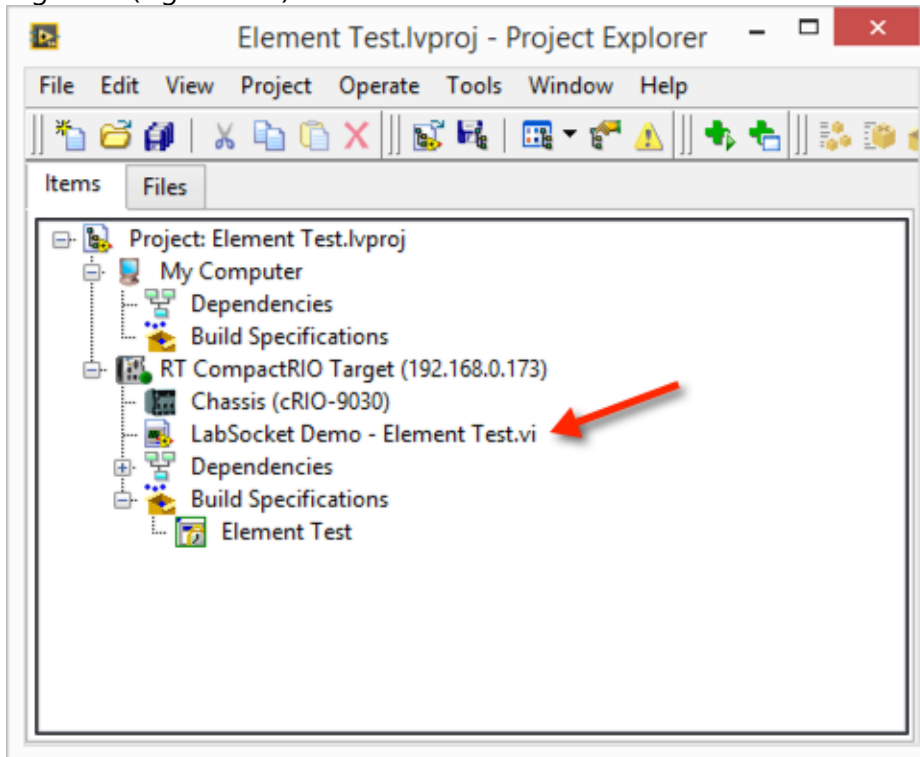 Element Test.lvproj - Project Explorer
File Edit View Project Operate Tools Window Help
Items Files
Project: Element Test.lvproj
My Computer
Dependencies
Build Specifications
RT CompactRIO Target (192.168.0.173)
Chassis (cRIO-9030)
LabSocket Demo - Element Test.vi
Dependencies
Build Specifications
Element Test